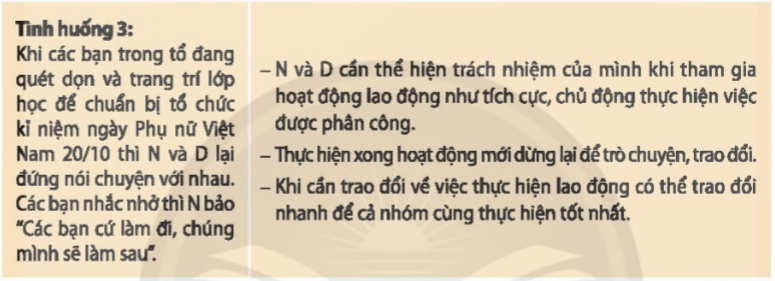 Tình huống 3:
Khi các bạn trong tổ đang
quét dọn và trang trí lớp
học để chuẩn bị tổ chức
kỉ niệm ngày Phụ nữ Việt
Nam 20/10 thì N và D lại
đứng nói chuyện với nhau.
Các bạn nhắc nhở thì N bảo
“Các bạn cứ làm đi, chúng
mình sẽ làm sau”.
– N và D cần thể hiện trách nhiệm của mình khi tham gia
hoạt động lao động như tích cực, chủ động thực hiện việc
được phân công.
– Thực hiện xong hoạt động mới dừng lại để trò chuyện, trao đổi.
– Khi cần trao đổi về việc thực hiện lao động có thể trao đổi
nhanh để cả nhóm cùng thực hiện tốt nhất.